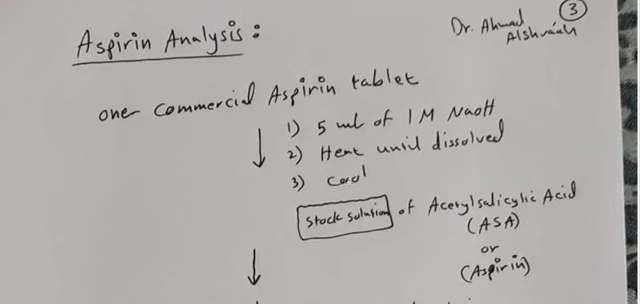 3
Dr. Ahmad
Alshraiah
Aspirin Analysis:
one commercial Aspirin tablet
1) 5 ml of 1 M NaoH
2) Heat until dissolved
3) Cool
Stock solution of Acetylsalicylic Acid
(ASA)
or
(Aspirin)